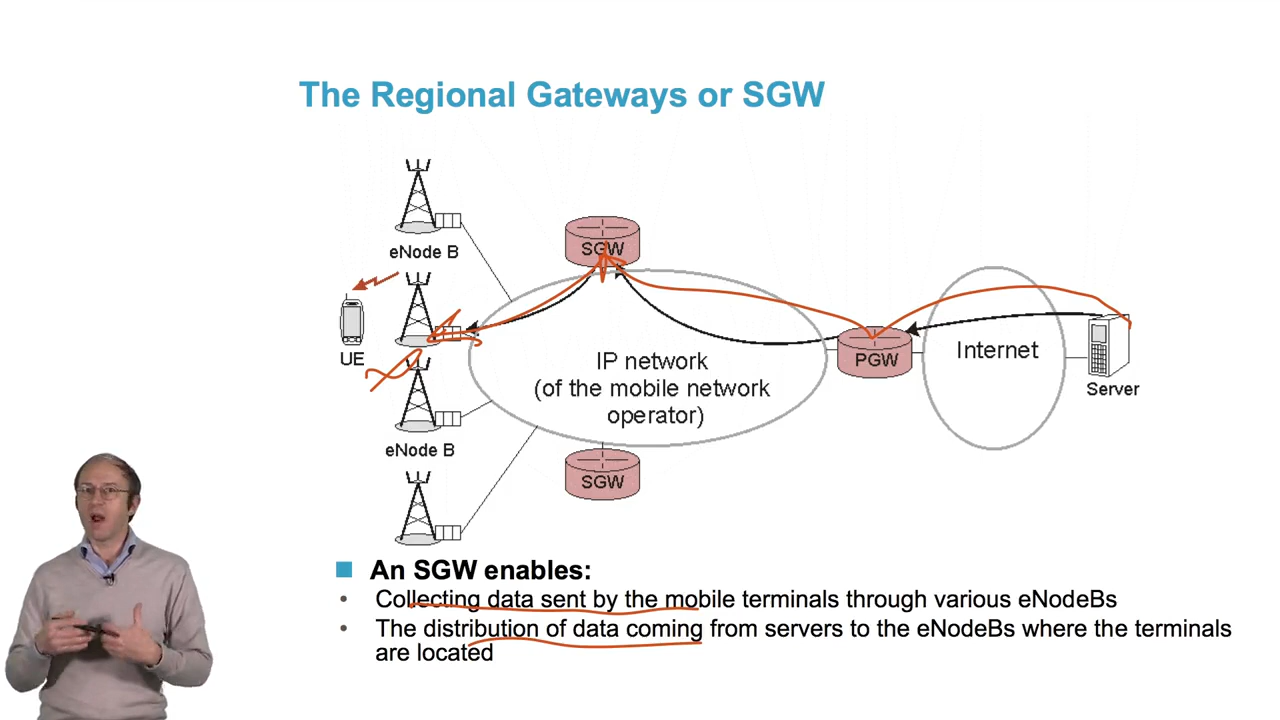 The Regional Gateways or SGW
eNode B
SGW
UE
IP network
(of the mobile network
operator)
PGW
Internet
Server
eNode B
SGW
An SGW enables:
• Collecting data sent by the mobile terminals through various eNodeBs
• The distribution of data coming from servers to the eNodeBs where the terminals
are located